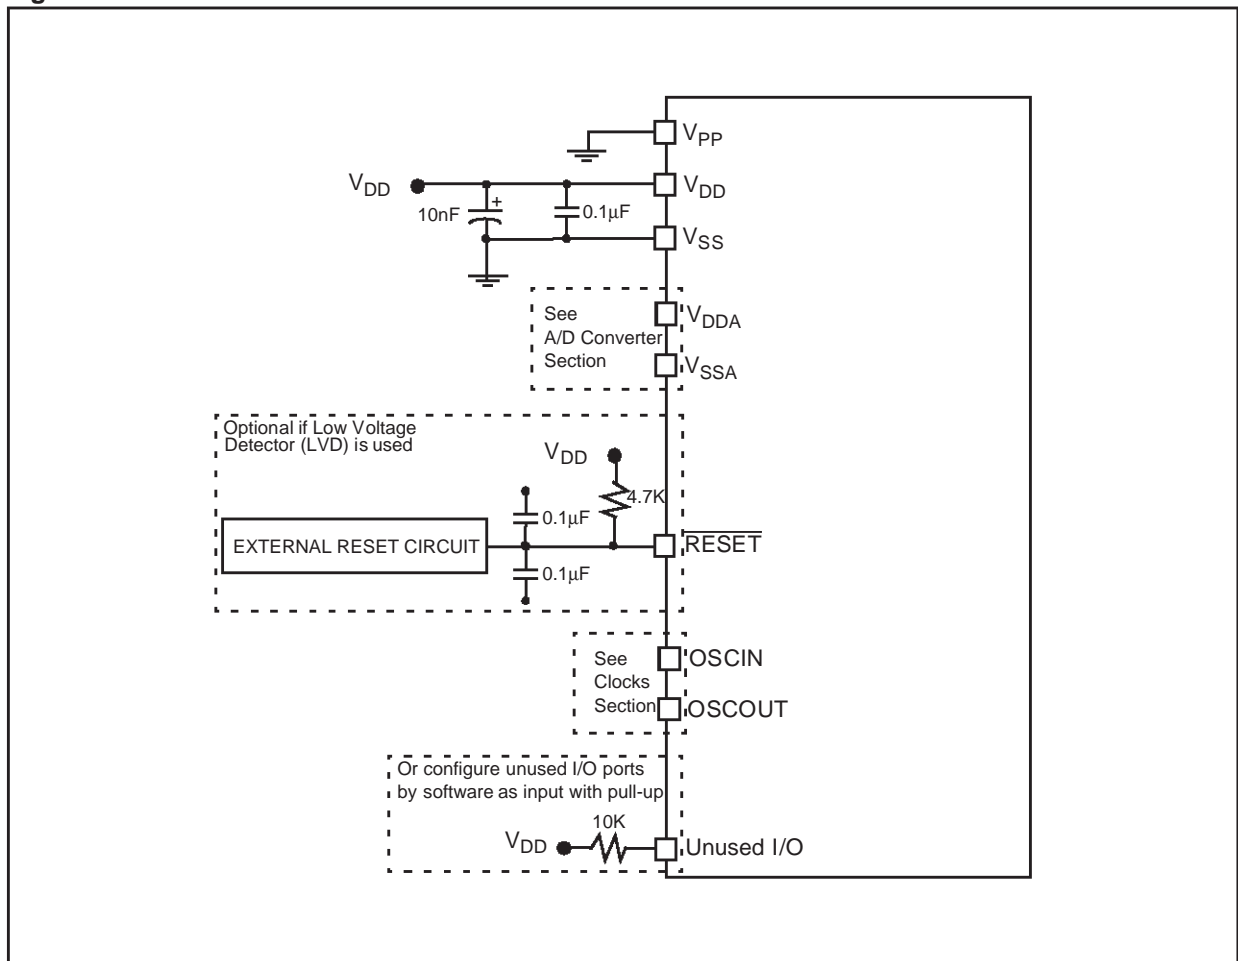 VPP
VDD
VDD
10nF
+
0.1µF
VSS
See
A/D Converter
Section
VDDA
VSSA
Optional if Low Voltage
Detector (LVD) is used
VDD
4.7K
0.1µF
EXTERNAL RESET CIRCUIT
RESET
0.1µF
See
Clocks
Section
OSCIN
OSCOUT
Or configure unused I/O ports
by software as input with pull-up
10K
VDD
Unused I/O